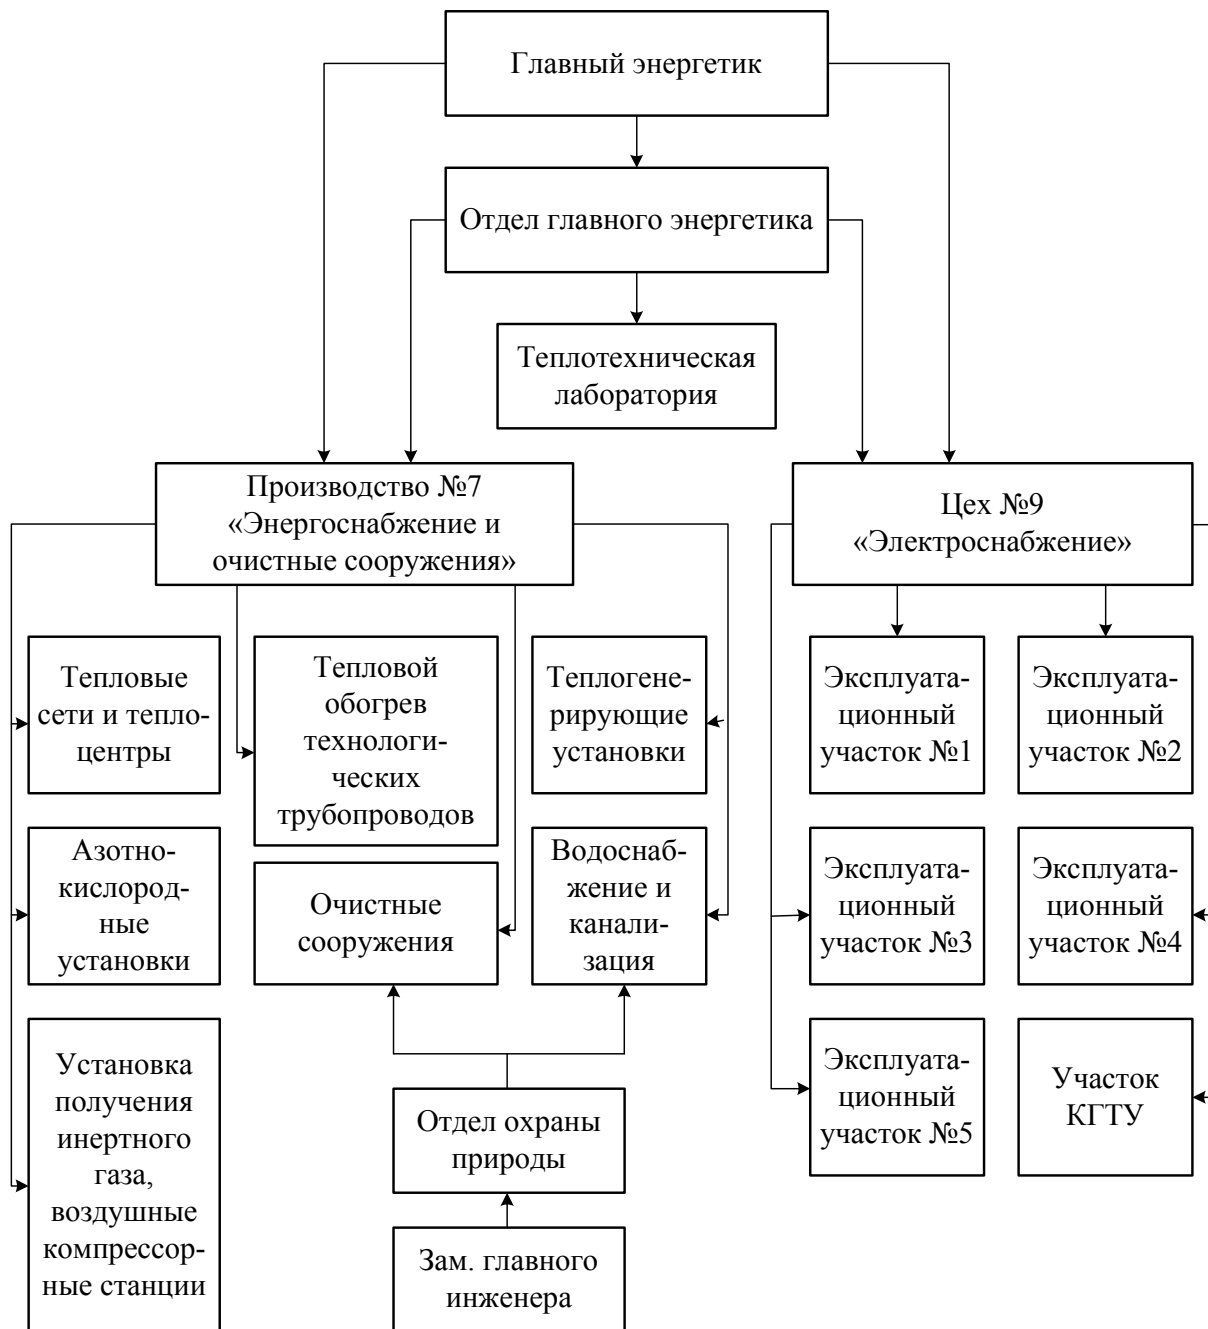 Главный энергетик
Отдел главного энергетика
Теплотехническая
лаборатория
Производство №7
«Энергоснабжение и
очистные сооружения»
Цех №9
«Электроснабжение»
Тепловые
сети и тепло-
центры
Тепловой
обогрев
технологи-
ческих
трубопроводов
Теплогене-
рирующие
установки
Эксплуата-
ционный
участок №1
Эксплуата-
ционный
участок №2
Азотно-
кислород-
ные
установки
Очистные
сооружения
Водоснаб-
жение и
канали-
зация
Эксплуата-
ционный
участок №3
Эксплуата-
ционный
участок №4
Установка
получения
инертного
газа,
воздушные
компрессор-
ные станции
Отдел охраны
природы
Эксплуата-
ционный
участок №5
Участок
КГТУ
Зам. главного
инженера